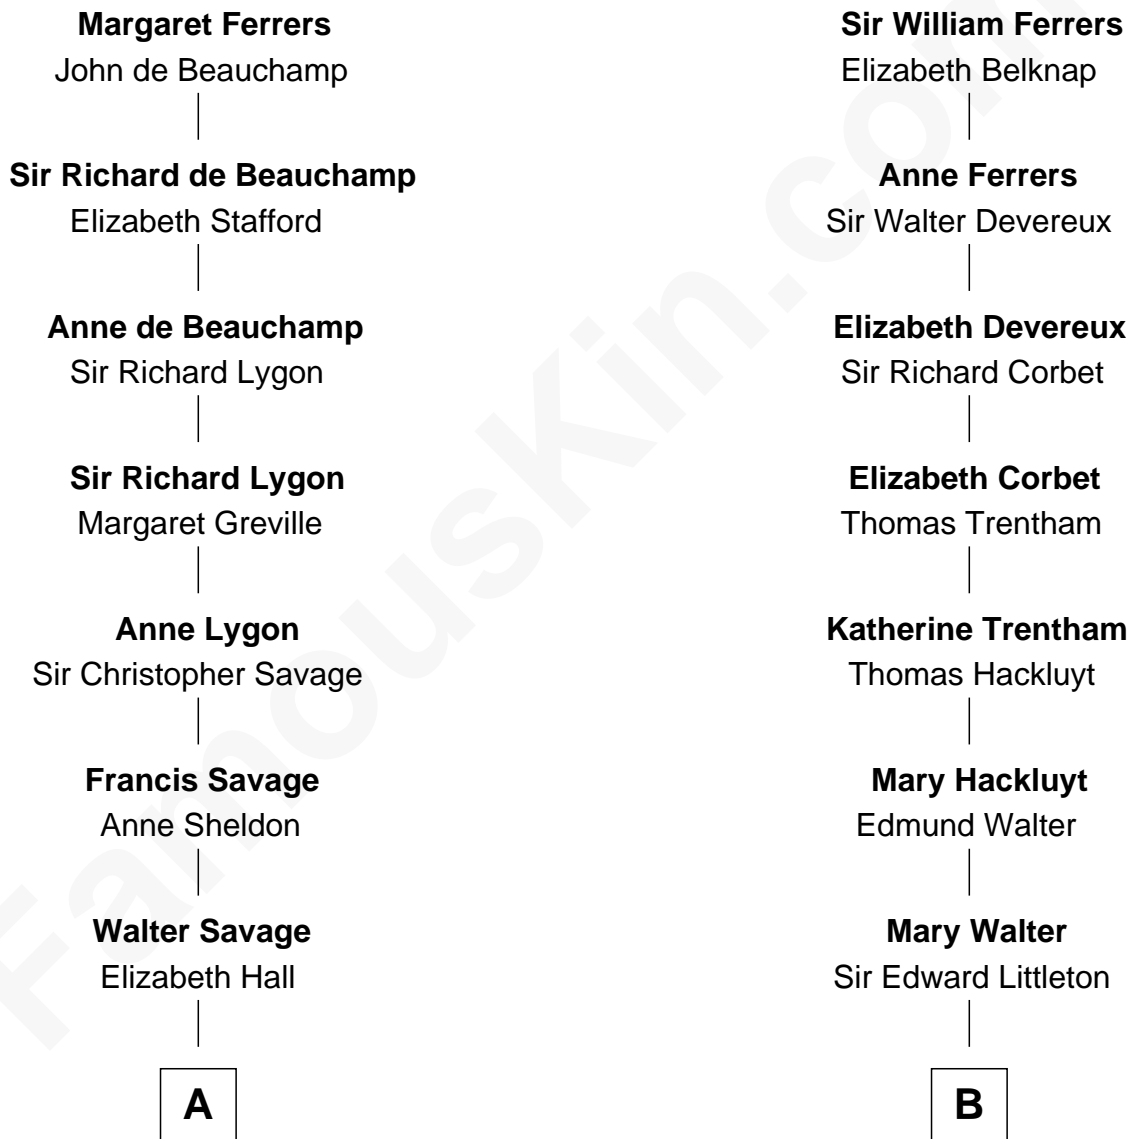 Margaret Ferrers
John de Beauchamp
Sir Richard de Beauchamp
Elizabeth Stafford
Anne de Beauchamp
Sir Richard Lygon
Sir Richard Lygon
Margaret Greville
Anne Lygon
Sir Christopher Savage
Francis Savage
Anne Sheldon
Walter Savage
Elizabeth Hall
A
Sir William Ferrers
Elizabeth Belknap
Anne Ferrers
Sir Walter Devereux
Elizabeth Devereux
Sir Richard Corbet
Elizabeth Corbet
Thomas Trentham
Katherine Trentham
Thomas Hackluyt
Mary Hackluyt
Edmund Walter
Mary Walter
Sir Edward Littleton
B
FamousKin.com